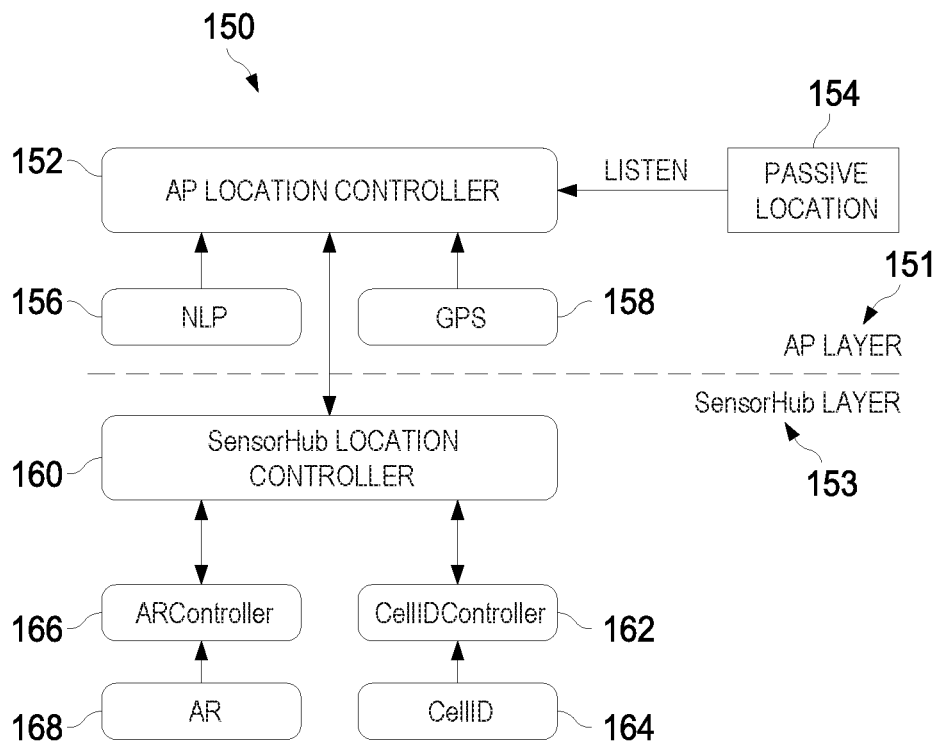 150
154
152
AP LOCATION CONTROLLER
LISTEN
PASSIVE
LOCATION
156
NLP
GPS
158
151
AP LAYER
SensorHub LAYER
153
160
SensorHub LOCATION
CONTROLLER
166
ARController
CellIDController
162
168
AR
CellID
164